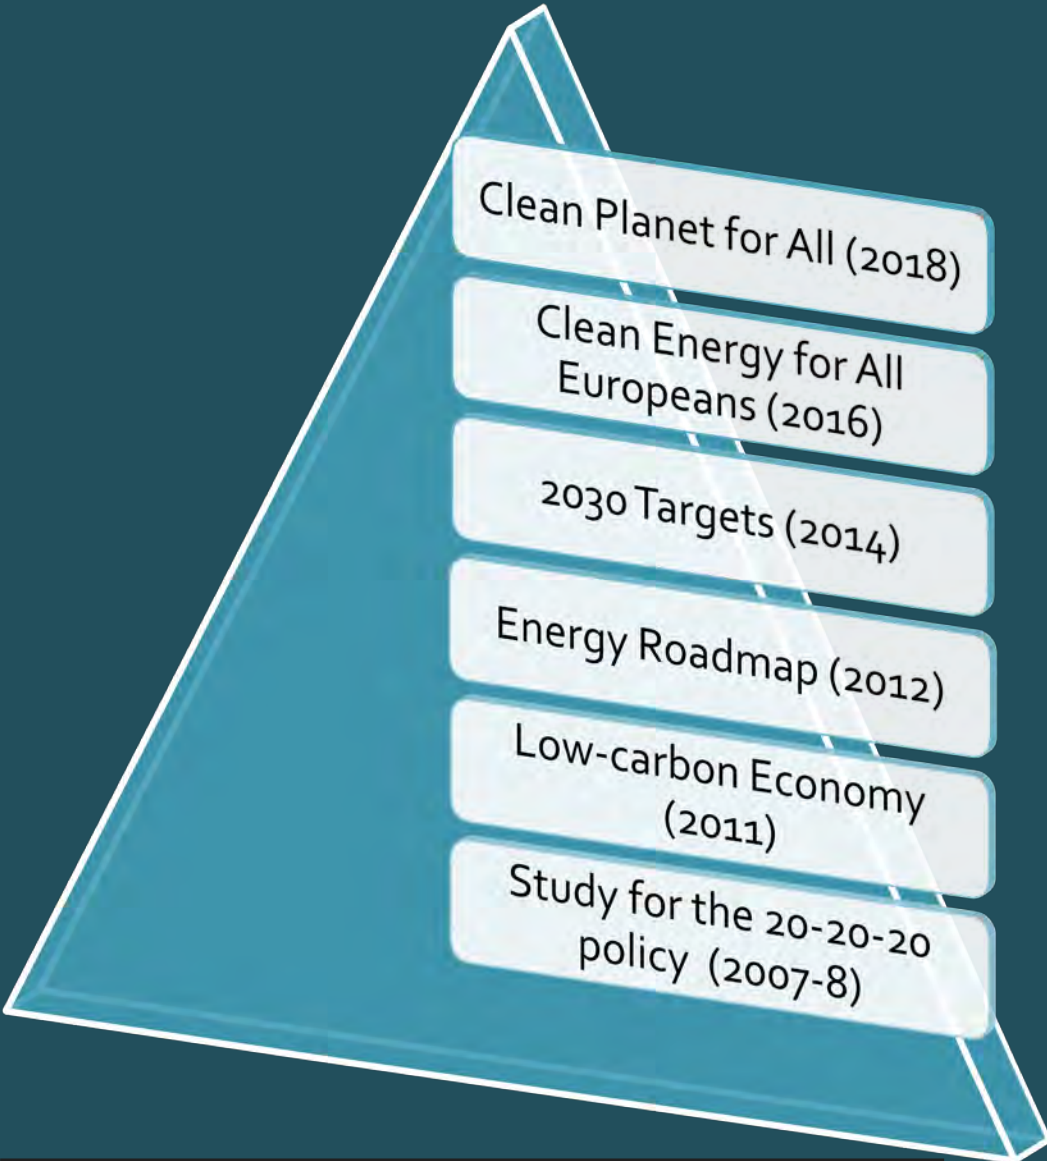 Clean Planet for All (2018)
Clean Energy for All
Europeans (2016)
2030 Targets (2014)
Energy Roadmap (2012)
Low-carbon Economy
(2011)
Study for the 20-20-20
policy (2007-8)